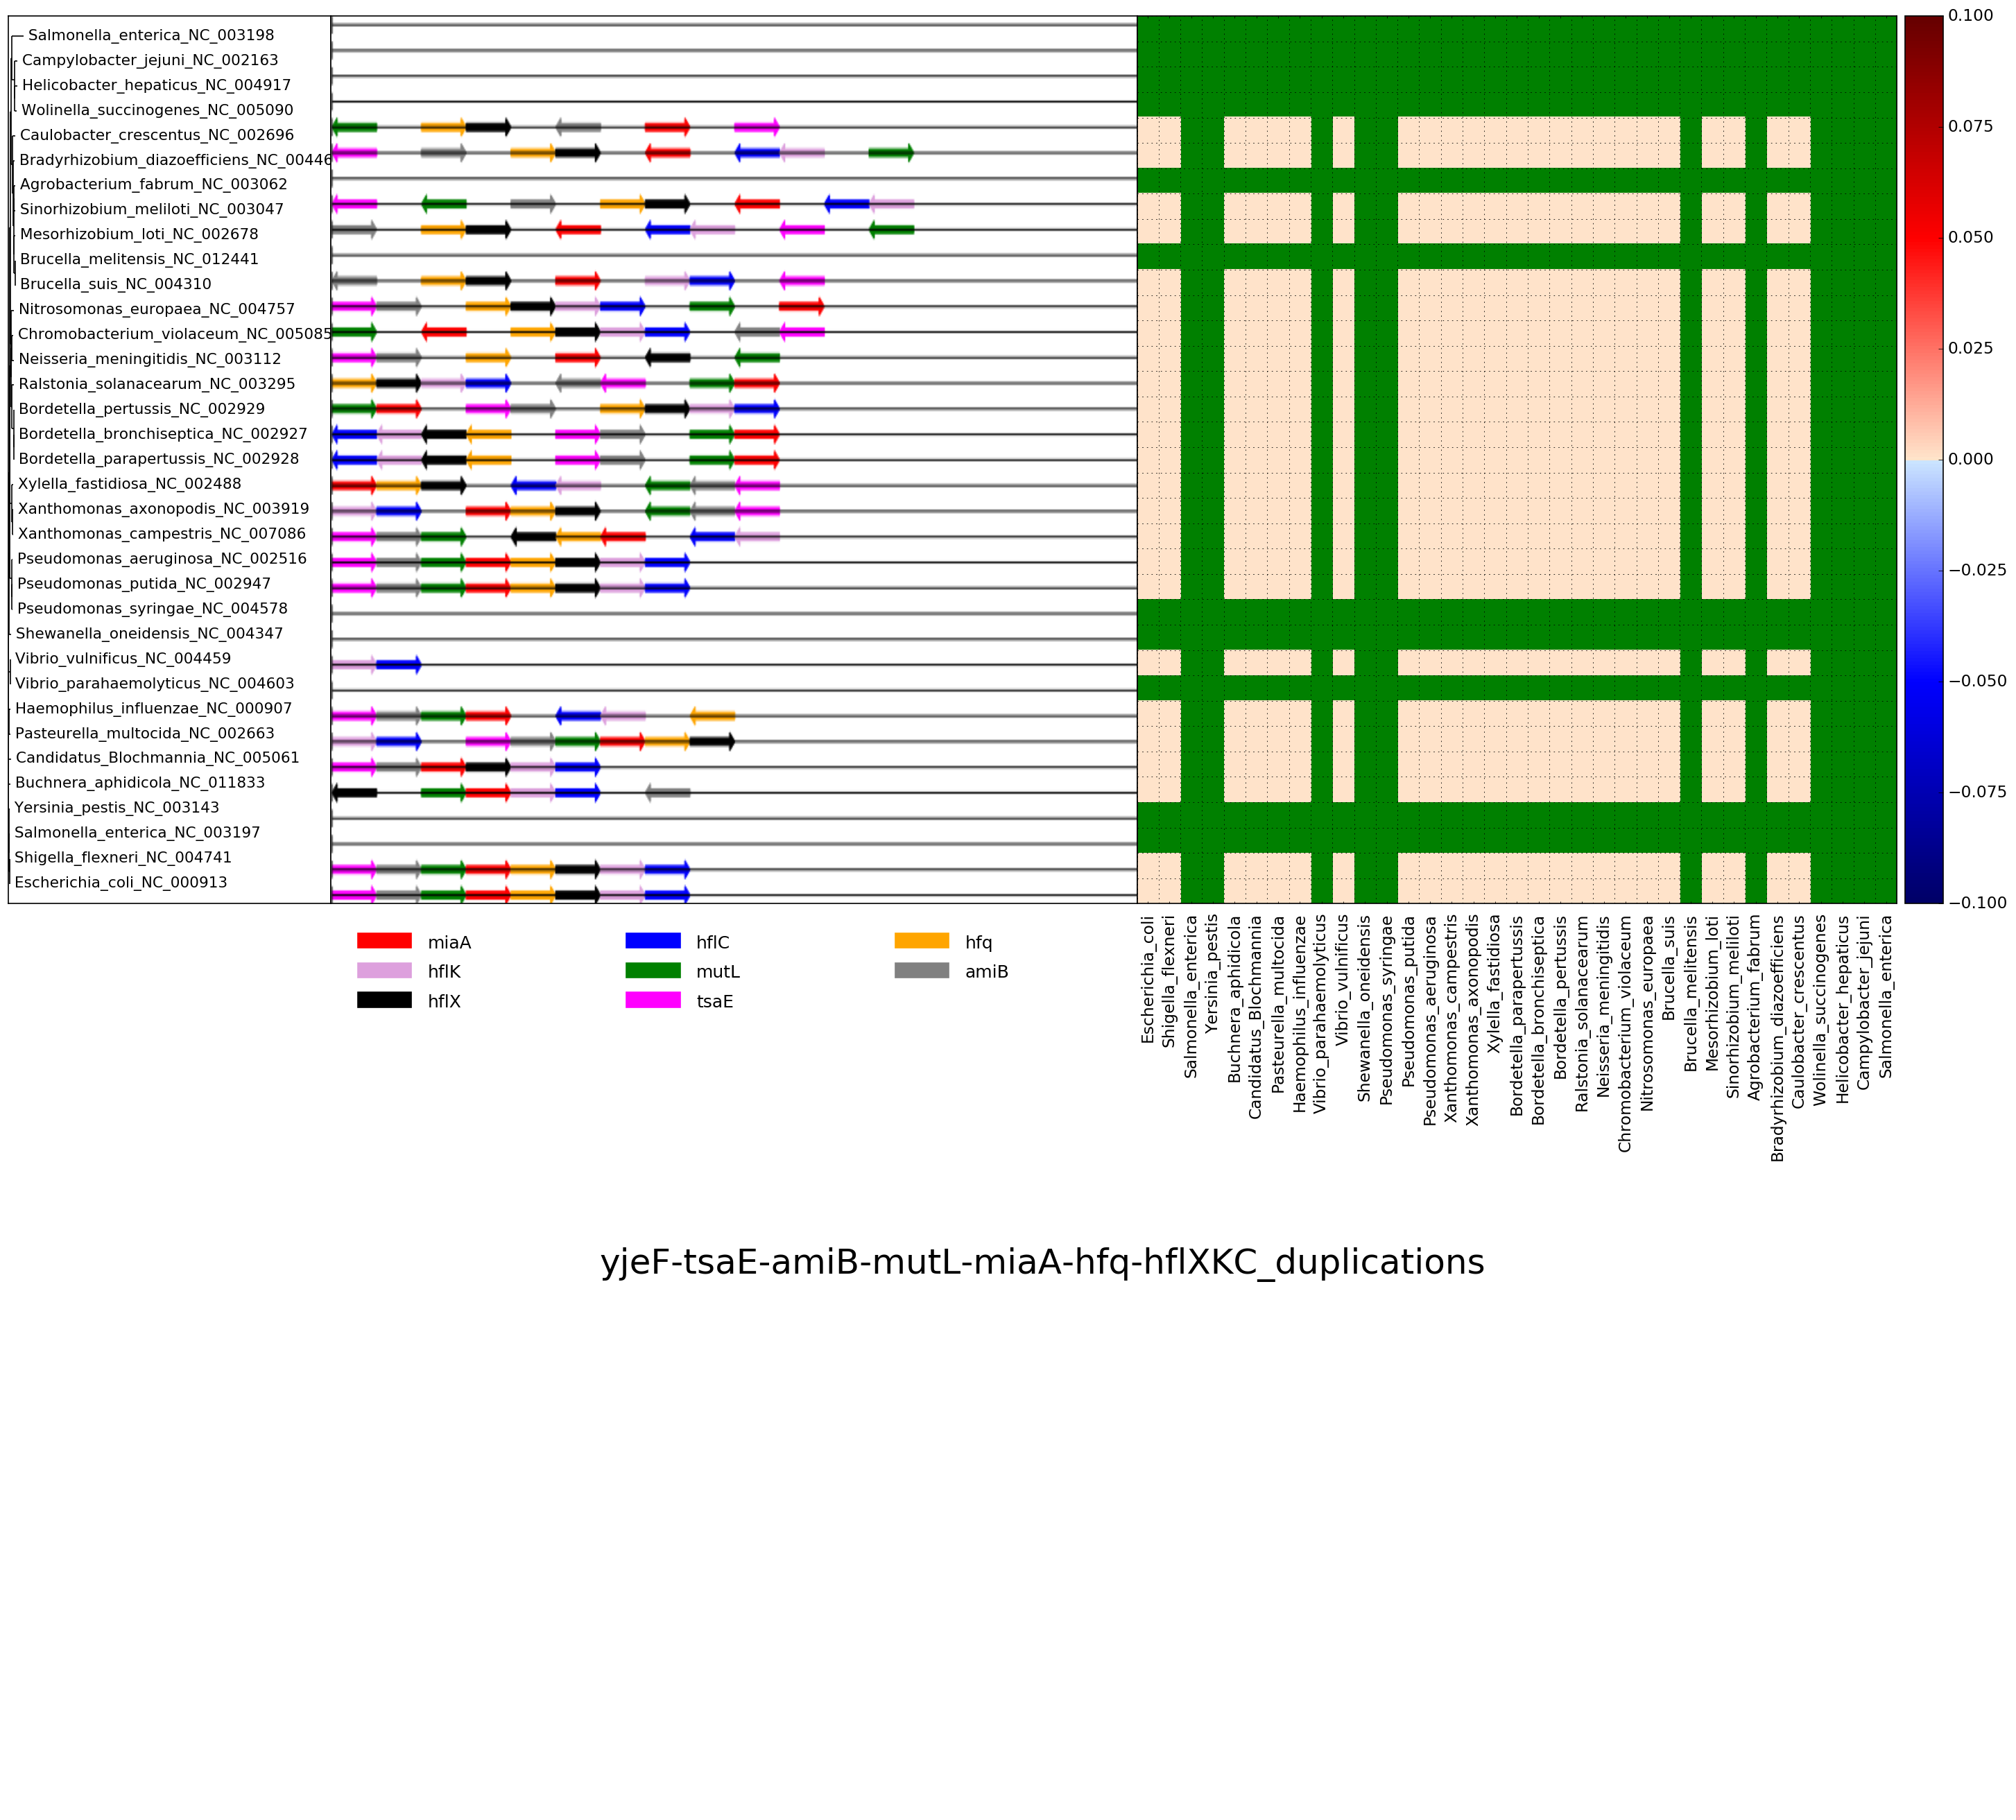 Salmonella_enterica_NC_003198
Campylobacter_jejuni_NC_002163
Helicobacter_hepaticus_NC_004917
Wolinella_succinogenes_NC_005090
Caulobacter_crescentus_NC_002696
Bradyrhizobium_diazoefficiens_NC_00446
Agrobacterium_fabrum_NC_003062
Sinorhizobium_meliloti_NC_003047
Mesorhizobium_loti_NC_002678
Brucella_melitensis_NC_012441
Brucella_suis_NC_004310
Nitrosomonas_europaea_NC_004757
Chromobacterium_violaceum_NC_005085
Neisseria_meningitidis_NC_003112
Ralstonia_solanacearum_NC_003295
Bordetella_pertussis_NC_002929
Bordetella_bronchiseptica_NC_002927
Bordetella_parapertussis_NC_002928
Xylella_fastidiosa_NC_002488
Xanthomonas_axonopodis_NC_003919
Xanthomonas_campestris_NC_007086
Pseudomonas_aeruginosa_NC_002516
Pseudomonas_putida_NC_002947
Pseudomonas_syringae_NC_004578
Shewanella_oneidensis_NC_004347
Vibrio_vulnificus_NC_004459
Vibrio_parahaemolyticus_NC_004603
Haemophilus_influenzae_NC_000907
Pasteurella_multocida_NC_002663
Candidatus_Blochmannia_NC_005061
Buchnera_aphidicola_NC_011833
Yersinia_pestis_NC_003143
Salmonella_enterica_NC_003197
Shigella_flexneri_NC_004741
Escherichia_coli_NC_000913
0.100
0.075
0.050
0.025
0.000
−0.025
−0.050
−0.075
−0.100
miaA
hflK
hflX
hflC
mutL
tsaE
hfq
amiB
Escherichia_coli
Shigella_flexneri
Salmonella_enterica
Yersinia_pestis
Buchnera_aphidicola
Candidatus_Blochmannia
Pasteurella_multocida
Haemophilus_influenzae
Vibrio_parahaemolyticus
Vibrio_vulnificus
Shewanella_oneidensis
Pseudomonas_syringae
Pseudomonas_putida
Pseudomonas_aeruginosa
Xanthomonas_campestris
Xanthomonas_axonopodis
Xylella_fastidiosa
Bordetella_parapertussis
Bordetella_bronchiseptica
Bordetella_pertussis
Ralstonia_solanacearum
Neisseria_meningitidis
Chromobacterium_violaceum
Nitrosomonas_europaea
Brucella_suis
Brucella_melitensis
Mesorhizobium_loti
Sinorhizobium_meliloti
Agrobacterium_fabrum
Bradyrhizobium_diazoefficiens
Caulobacter_crescentus
Wolinella_succinogenes
Helicobacter_hepaticus
Campylobacter_jejuni
Salmonella_enterica
yjeF-tsaE-amiB-mutL-miaA-hfq-hflXKC_duplications